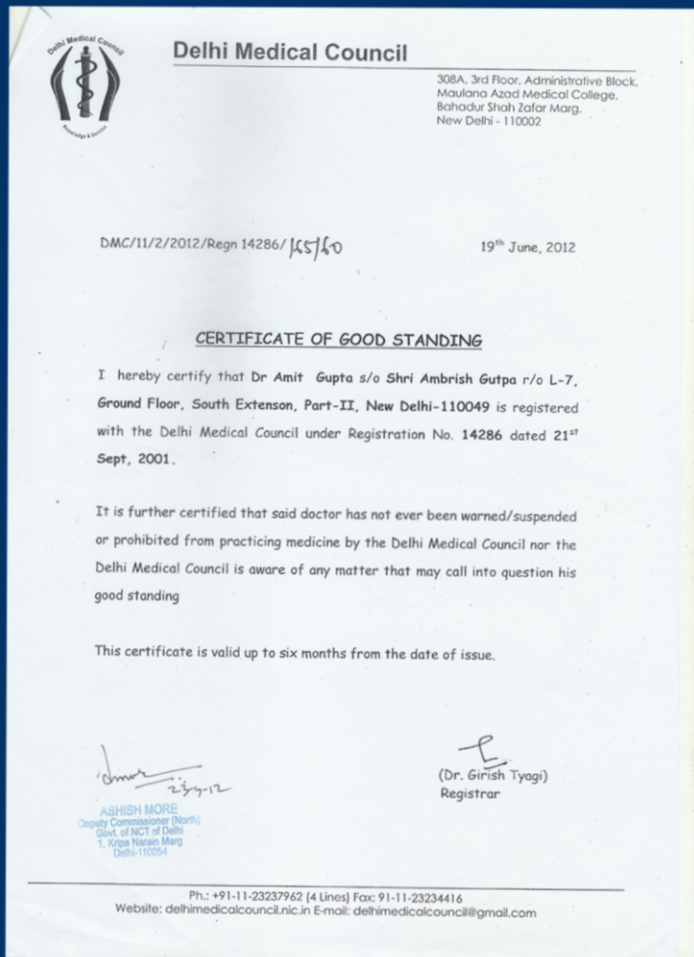 Delhi Medical Council
Delhi Medical Council
Knowledge & Service
308A, 3rd Floor, Administrative Block,
Maulana Azad Medical College,
Bahadur Shah Zafar Marg,
New Delhi - 110002
DMC/11/2/2012/Regn 14286/
19th June, 2012
CERTIFICATE OF GOOD STANDING
I hereby certify that Dr Amit Gupta s/o Shri Ambrish Gutpa r/o L-7,
Ground Floor, South Extenson, Part-II, New Delhi-110049 is registered
with the Delhi Medical Council under Registration No. 14286 dated 21st
Sept, 2001.
It is further certified that said doctor has not ever been warned/suspended
or prohibited from practicing medicine by the Delhi Medical Council nor the
Delhi Medical Council is aware of any matter that may call into question his
good standing
This certificate is valid up to six months from the date of issue.
(Dr. Girish Tyagi)
Registrar
ASHISH MORE
Deputy Commissioner (North)
Govt. of NCT of Delhi
1, Kripa Narain Marg
Delhi-110054
Ph.: +91-11-23237962 (4 Lines) Fax: 91-11-23234416
Website: delhimedicalcouncil.nic.in E-mail: delhimedicalcouncil@gmail.com